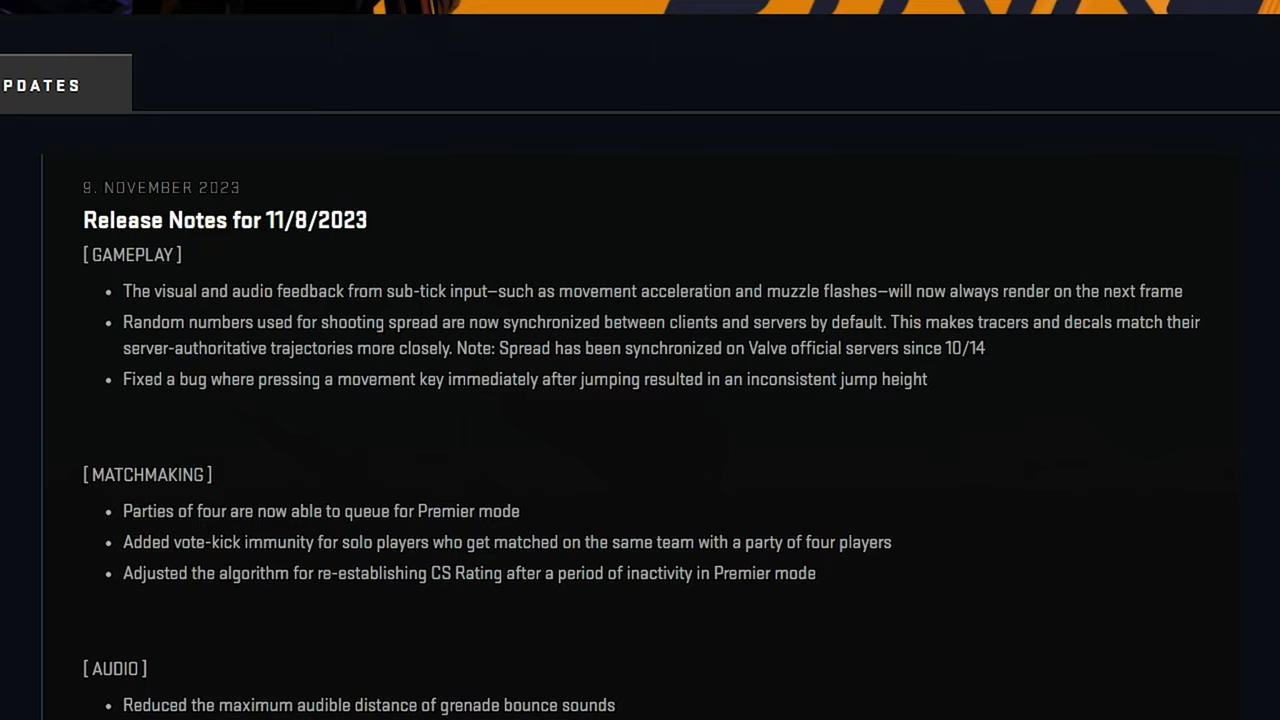 PDATES
9. NOVEMBER 2023
Release Notes for 11/8/2023
[ GAMEPLAY ]
• The visual and audio feedback from sub-tick input—such as movement acceleration and muzzle flashes—will now always render on the next frame
• Random numbers used for shooting spread are now synchronized between clients and servers by default. This makes tracers and decals match their
server-authoritative trajectories more closely. Note: Spread has been synchronized on Valve official servers since 10/14
• Fixed a bug where pressing a movement key immediately after jumping resulted in an inconsistent jump height
[ MATCHMAKING ]
• Parties of four are now able to queue for Premier mode
• Added vote-kick immunity for solo players who get matched on the same team with a party of four players
• Adjusted the algorithm for re-establishing CS Rating after a period of inactivity in Premier mode
[ AUDIO ]
• Reduced the maximum audible distance of grenade bounce sounds